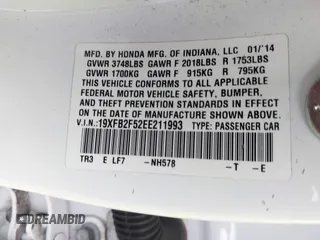 MFD. BY HONDA MFG. OF INDIANA, LLC 01/'14
GVWR 3748LBS GAWR F 2018LBS R 1753LBS
GVWR 1700KG GAWR F 915KG R 795KG
THIS VEHICLE CONFORMS TO ALL APPLICABLE
FEDERAL MOTOR VEHICLE SAFETY, BUMPER,
AND THEFT PREVENTION STANDARDS IN EFFECT
ON THE DATE OF MANUFACTURE SHOWN ABOVE.
V.I.N.: 19XFB2F52EE211993 TYPE: PASSENGER CAR
TR3 E LF7 -NH578 -T -E
DREAMBID